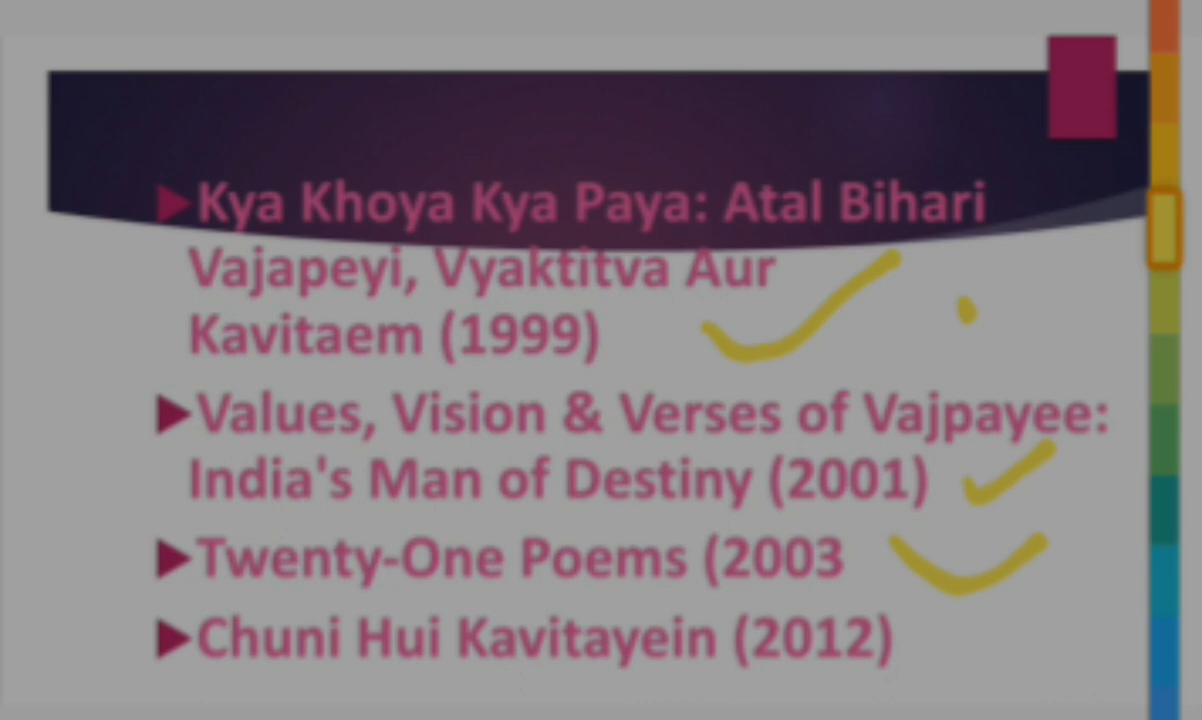 Kya Khoya Kya Paya: Atal Bihari
Vajapeyi, Vyaktitva Aur
Kavitaem (1999)
Values, Vision & Verses of Vajpayee:
India's Man of Destiny (2001)
Twenty-One Poems (2003
Chuni Hui Kavitayein (2012)